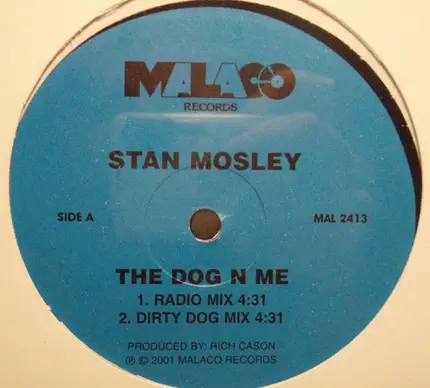 MALACO
RECORDS
STAN MOSLEY
SIDE A
MAL 2413
THE DOG N ME
1. RADIO MIX 4:31
2. DIRTY DOG MIX 4:31
PRODUCED BY: RICH CASON
Ⓟ © 2001 MALACO RECORDS